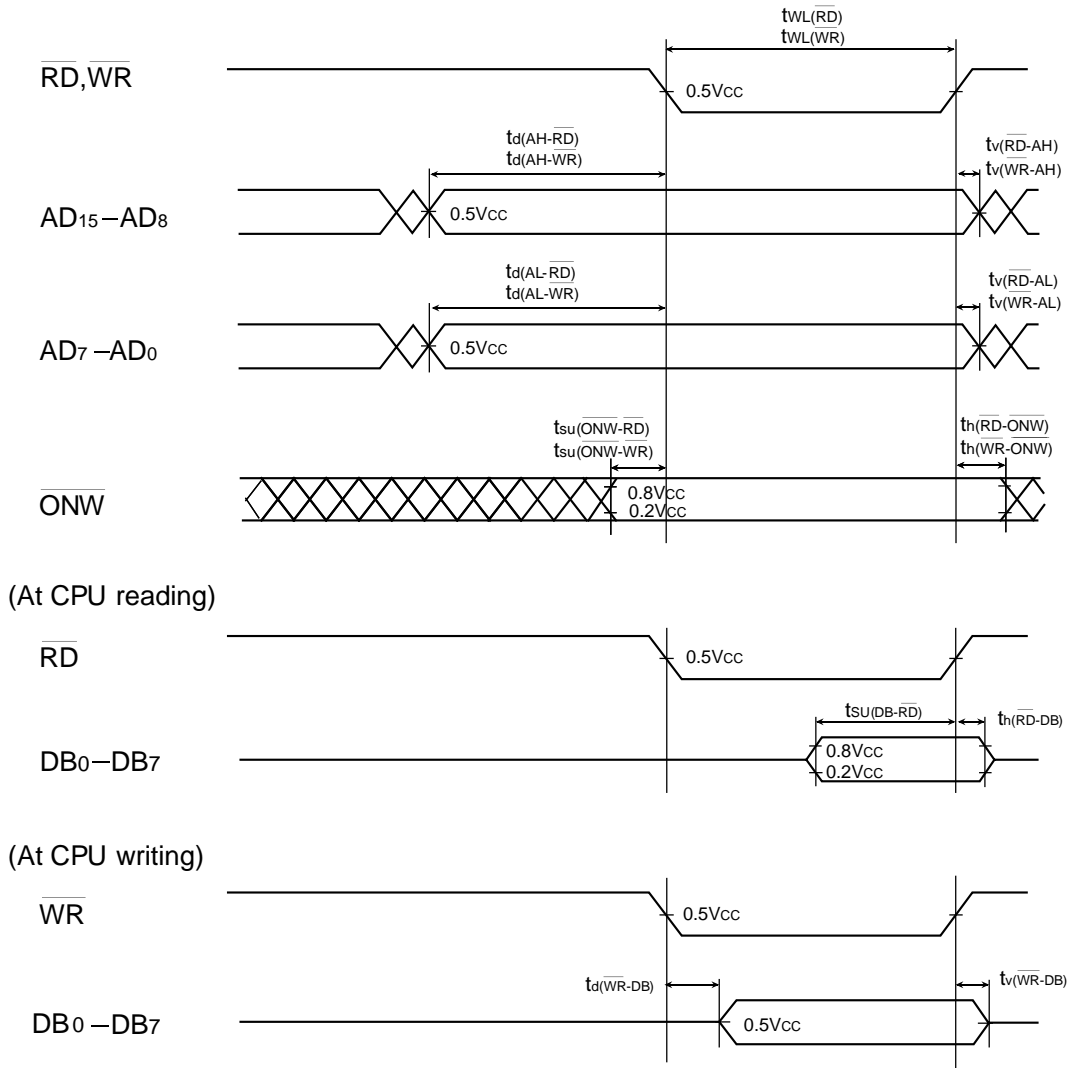 tWL(RD)
tWL(WR)
RD,WR
0.5VCC
td(AH-RD)
td(AH-WR)
tv(RD-AH)
tv(WR-AH)
AD15–AD8
0.5VCC
td(AL-RD)
td(AL-WR)
tv(RD-AL)
tv(WR-AL)
AD7–AD0
0.5VCC
tsu(ONW-RD)
tsu(ONW-WR)
th(RD-ONW)
th(WR-ONW)
ONW
0.8VCC
0.2VCC
(At CPU reading)
RD
0.5VCC
tSU(DB-RD)
th(RD-DB)
DB0–DB7
0.8VCC
0.2VCC
(At CPU writing)
WR
0.5VCC
td(WR-DB)
tv(WR-DB)
DB0–DB7
0.5VCC